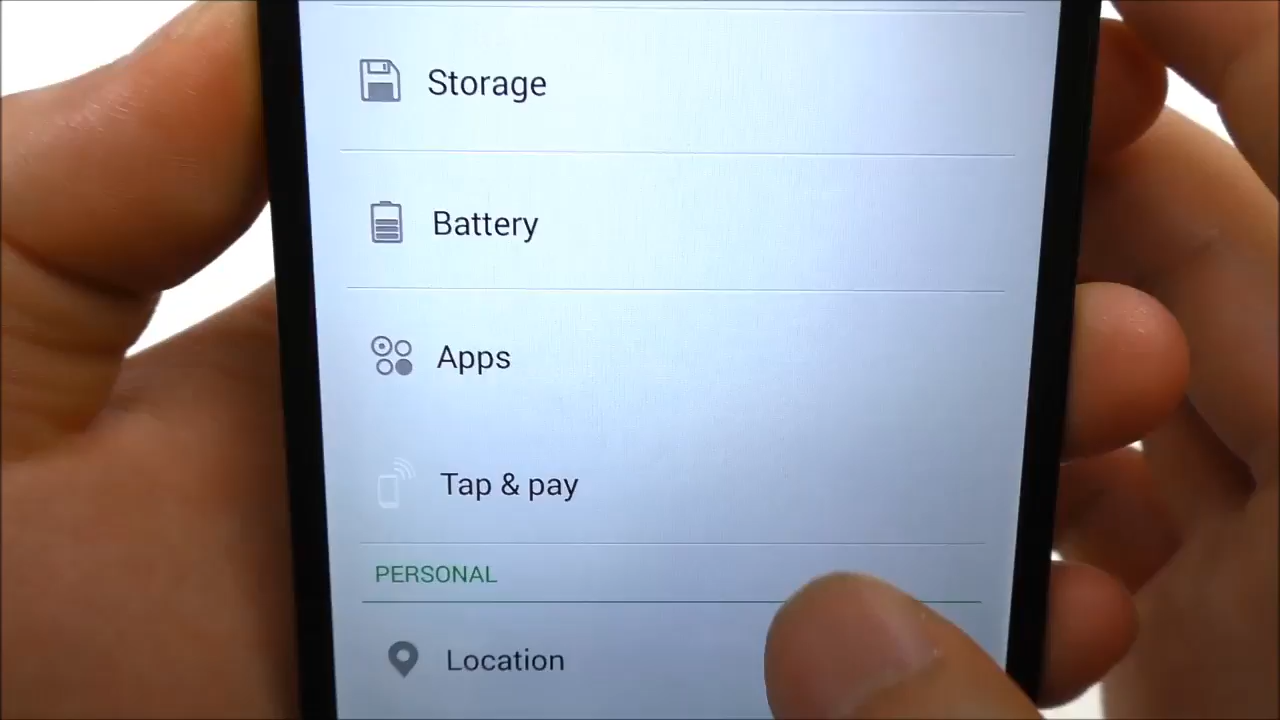 Storage
Battery
Apps
Tap & pay
PERSONAL
Location